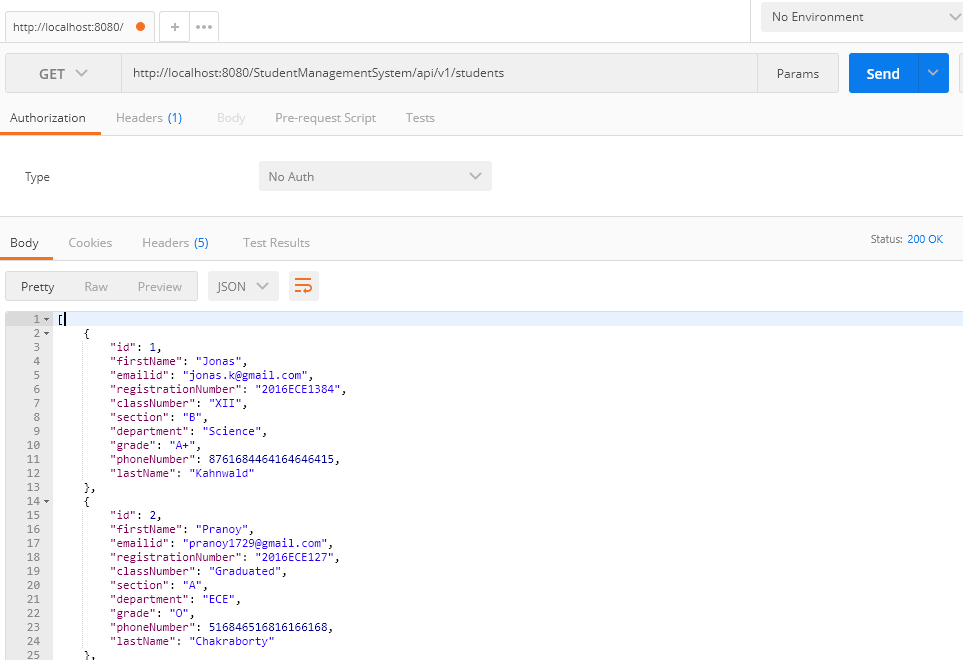 http://localhost:8080/ + •••
No Environment
GET http://localhost:8080/StudentManagementSystem/api/v1/students Params Send
Authorization Headers (1) Body Pre-request Script Tests
Type No Auth
Body Cookies Headers (5) Test Results Status: 200 OK
Pretty Raw Preview JSON
1 [
2 {
3 "id": 1,
4 "firstName": "Jonas",
5 "emailid": "jonas.k@gmail.com",
6 "registrationNumber": "2016ECE1384",
7 "classNumber": "XII",
8 "section": "B",
9 "department": "Science",
10 "grade": "A+",
11 "phoneNumber": 8761684464164646415,
12 "lastName": "Kahnwald"
13 },
14 {
15 "id": 2,
16 "firstName": "Pranoy",
17 "emailid": "pranoy1729@gmail.com",
18 "registrationNumber": "2016ECE127",
19 "classNumber": "Graduated",
20 "section": "A",
21 "department": "ECE",
22 "grade": "O",
23 "phoneNumber": 516846516816166168,
24 "lastName": "Chakraborty"
25 },